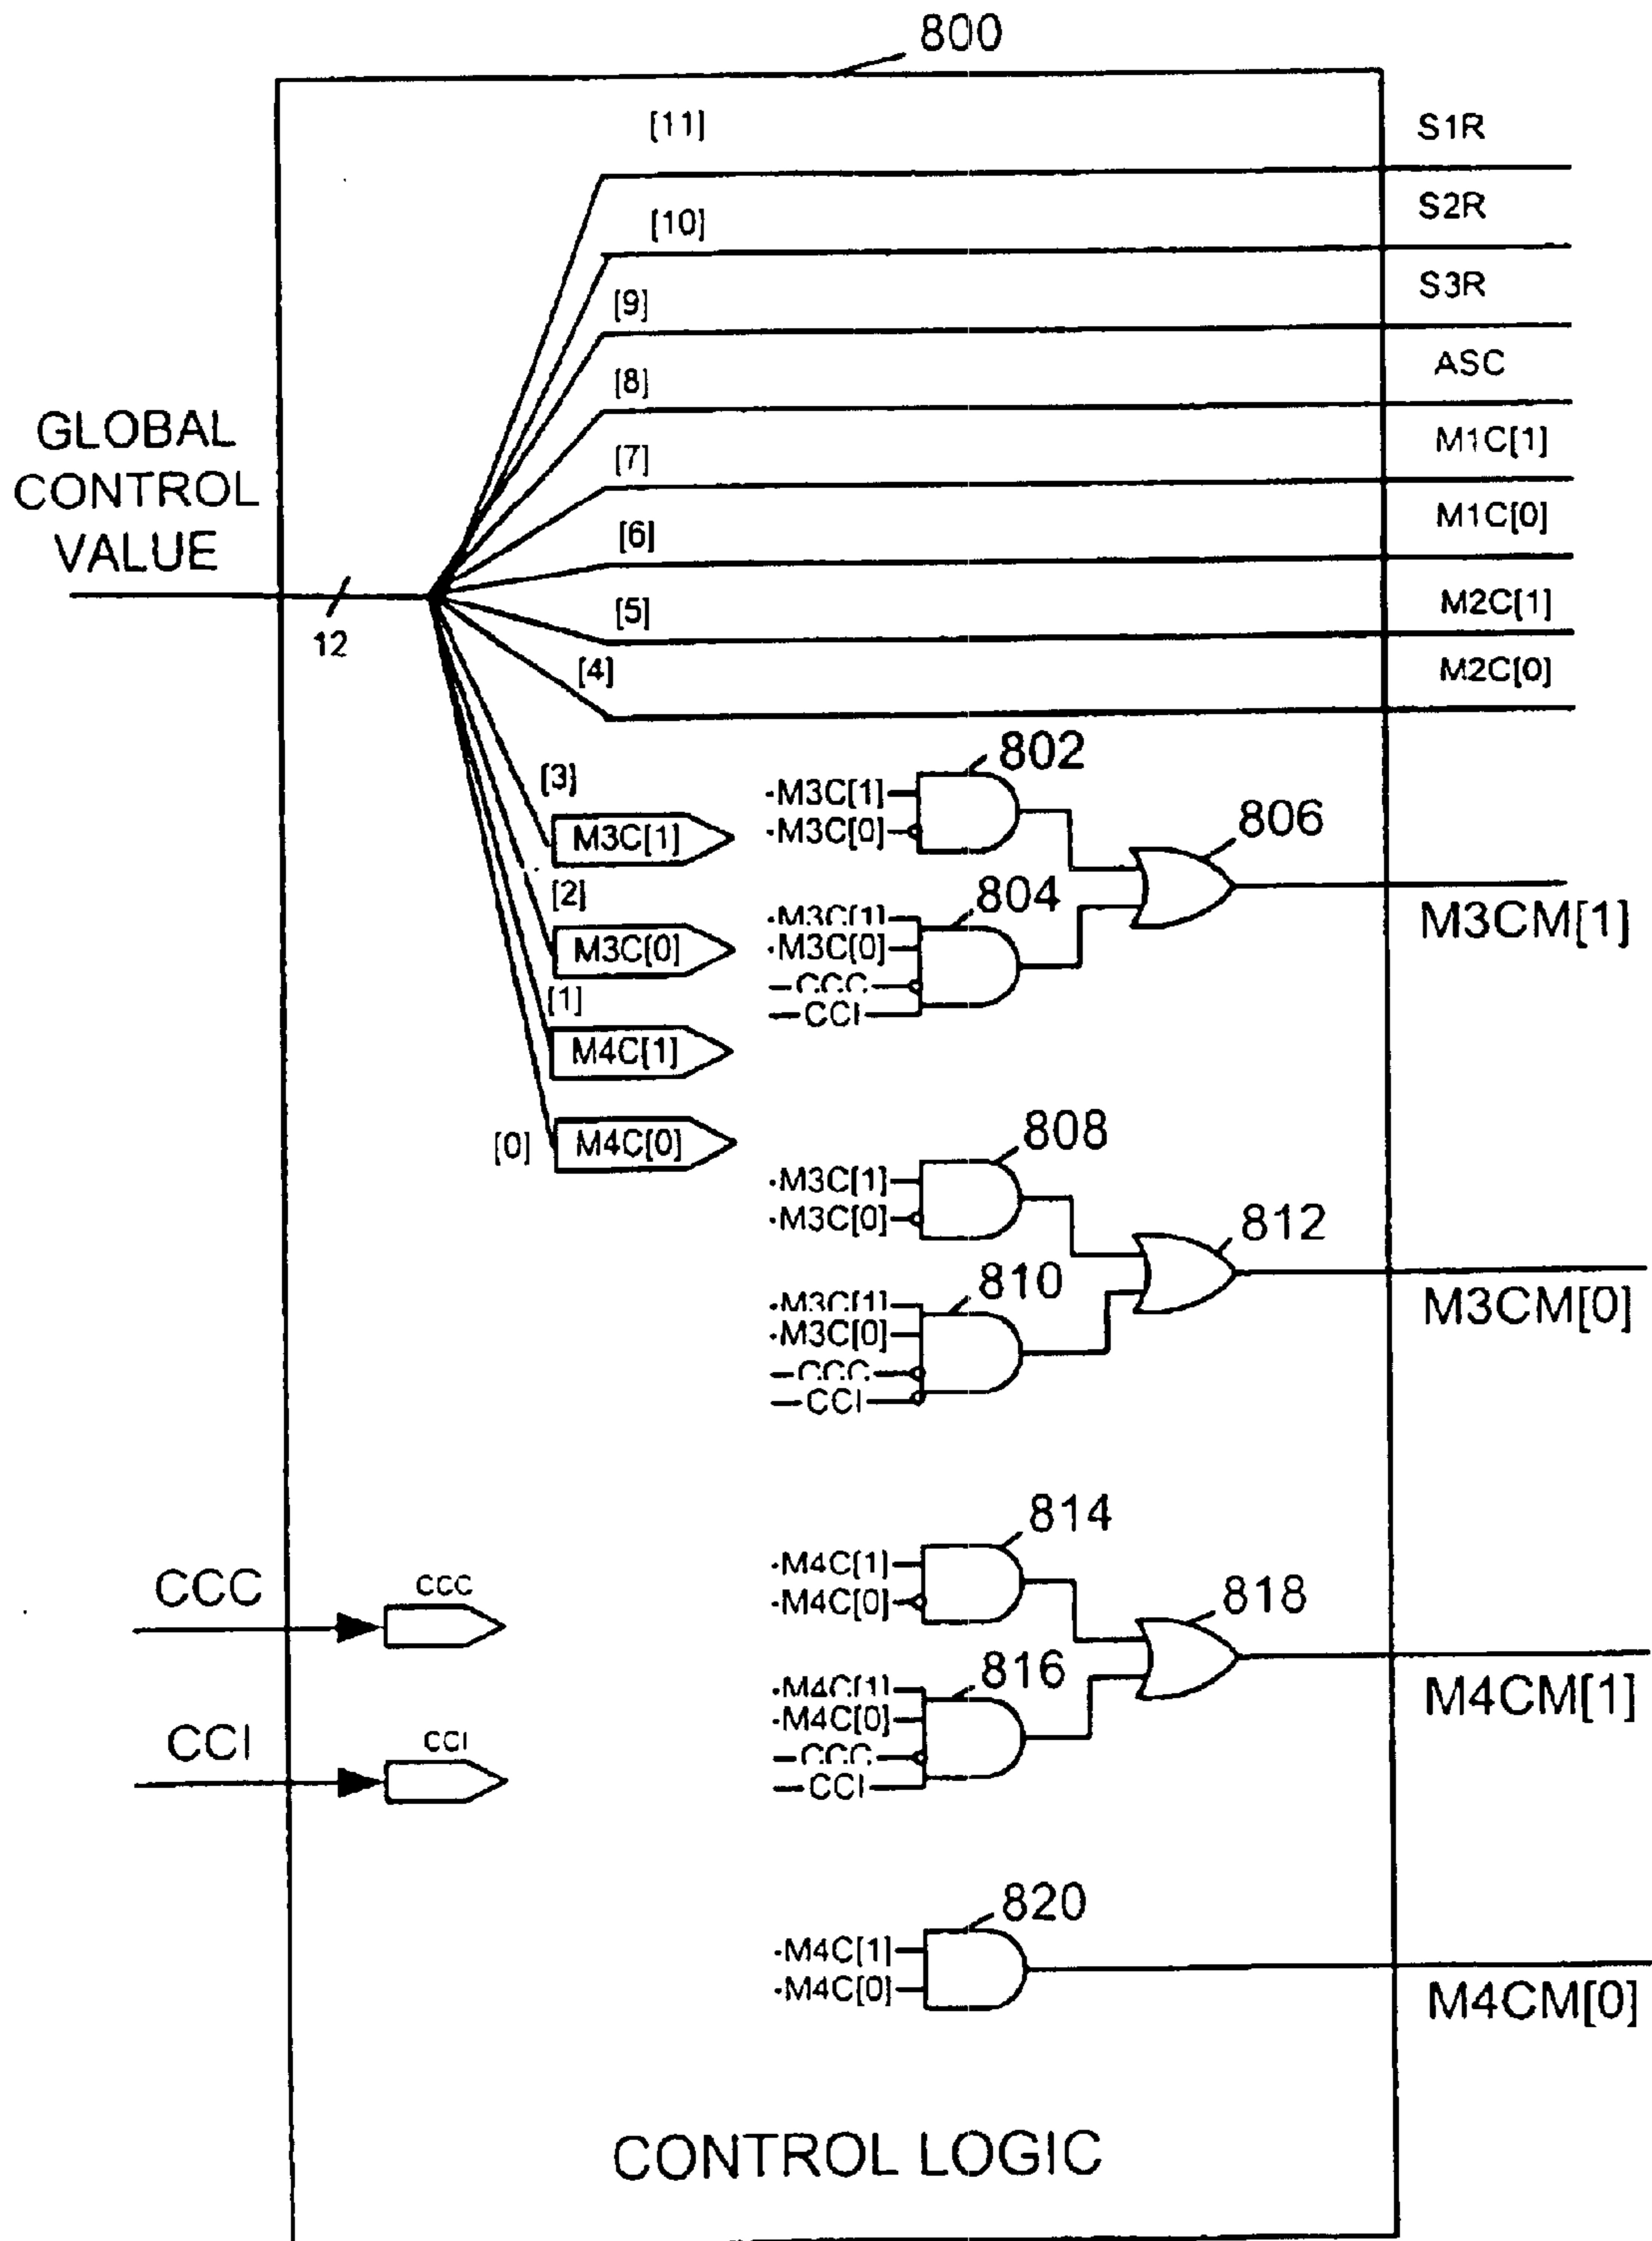 800
[11]
S1R
[10]
S2R
[9]
S3R
[8]
ASC
GLOBAL
CONTROL
VALUE
[7]
M1C[1]
[6]
M1C[0]
12
[5]
M2C[1]
[4]
M2C[0]
[3]
M3C[1]
[2]
M3C[0]
[1]
M4C[1]
[0]
M4C[0]
802
M3C[1]
M3C[0]
806
804
M3C[1]
M3C[0]
CCC
CCI
M3CM[1]
808
M3C[1]
M3C[0]
812
810
M3C[1]
M3C[0]
CCC
CCI
M3CM[0]
814
M4C[1]
M4C[0]
818
816
M4C[1]
M4C[0]
CCC
CCI
M4CM[1]
CCC
CCC
CCI
CCI
820
M4C[1]
M4C[0]
M4CM[0]
CONTROL LOGIC